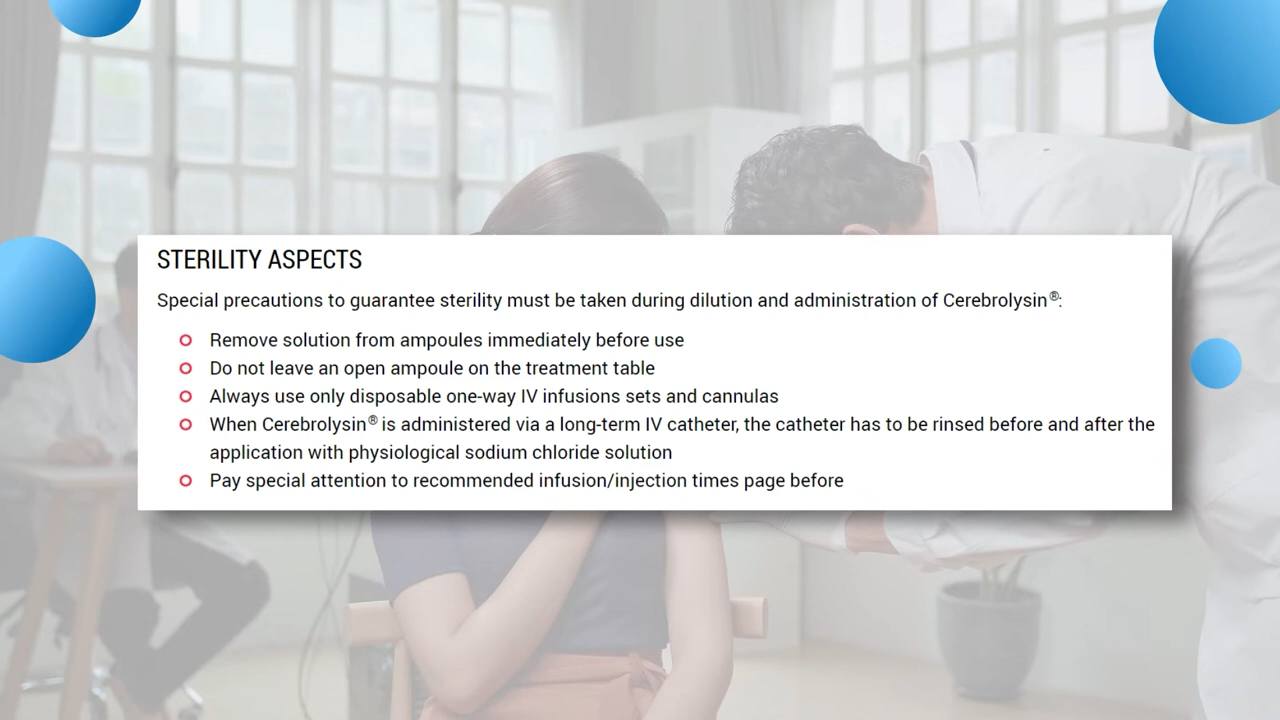 STERILITY ASPECTS
Special precautions to guarantee sterility must be taken during dilution and administration of Cerebrolysin®:
Remove solution from ampoules immediately before use
Do not leave an open ampoule on the treatment table
Always use only disposable one-way IV infusions sets and cannulas
When Cerebrolysin® is administered via a long-term IV catheter, the catheter has to be rinsed before and after the
application with physiological sodium chloride solution
Pay special attention to recommended infusion/injection times page before